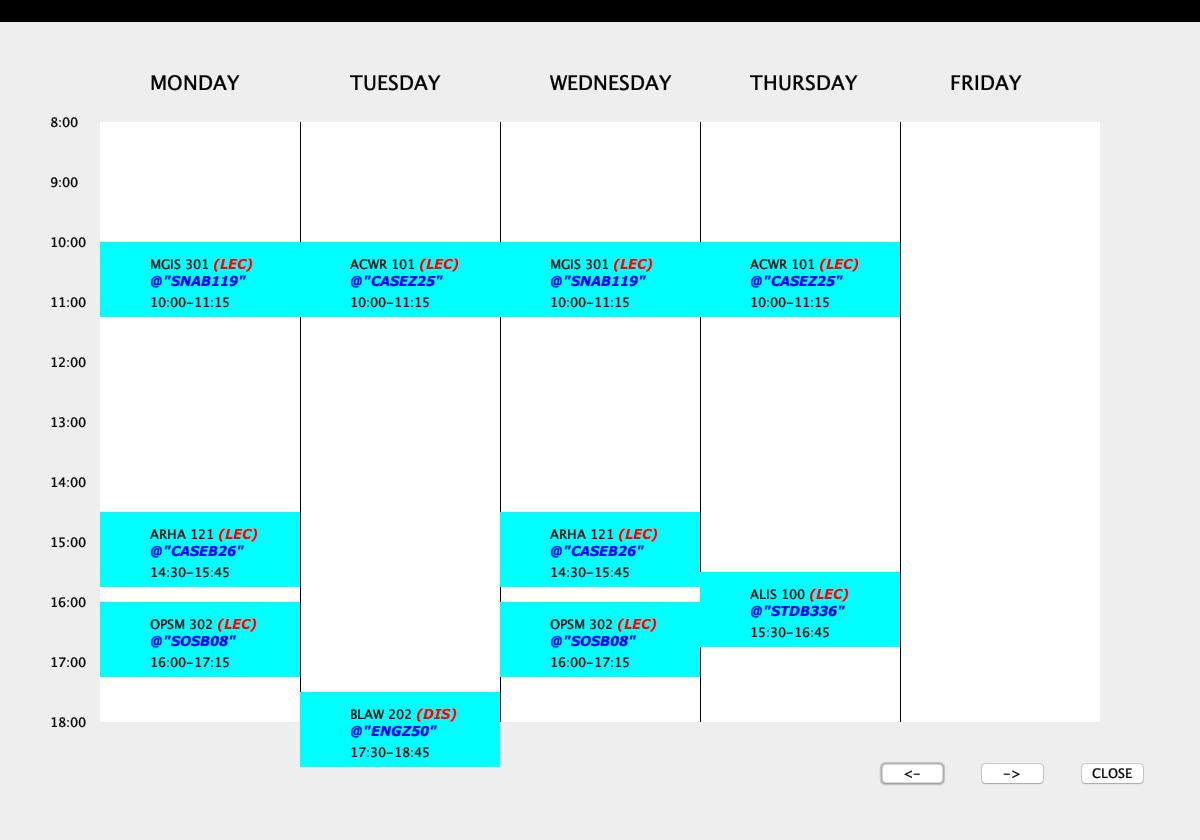 MONDAY TUESDAY WEDNESDAY THURSDAY FRIDAY
8:00
9:00
10:00
MGIS 301 (LEC) ACWR 101 (LEC) MGIS 301 (LEC) ACWR 101 (LEC)
@"SNAB119" @"CASEZ25" @"SNAB119" @"CASEZ25"
11:00 10:00-11:15 10:00-11:15 10:00-11:15 10:00-11:15
12:00
13:00
14:00
ARHA 121 (LEC) ARHA 121 (LEC)
15:00 @"CASEB26" @"CASEB26"
14:30-15:45 14:30-15:45
ALIS 100 (LEC)
16:00 @"STDB336"
OPSM 302 (LEC) OPSM 302 (LEC) 15:30-16:45
@"SOSB08" @"SOSB08"
17:00 16:00-17:15 16:00-17:15
BLAW 202 (DIS)
18:00 @"ENGZ50"
17:30-18:45
<- -> CLOSE